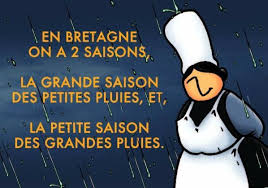 EN BRETAGNE
ON A 2 SAISONS,
LA GRANDE SAISON
DES PETITES PLUIES, ET,
LA PETITE SAISON
DES GRANDES PLUIES.